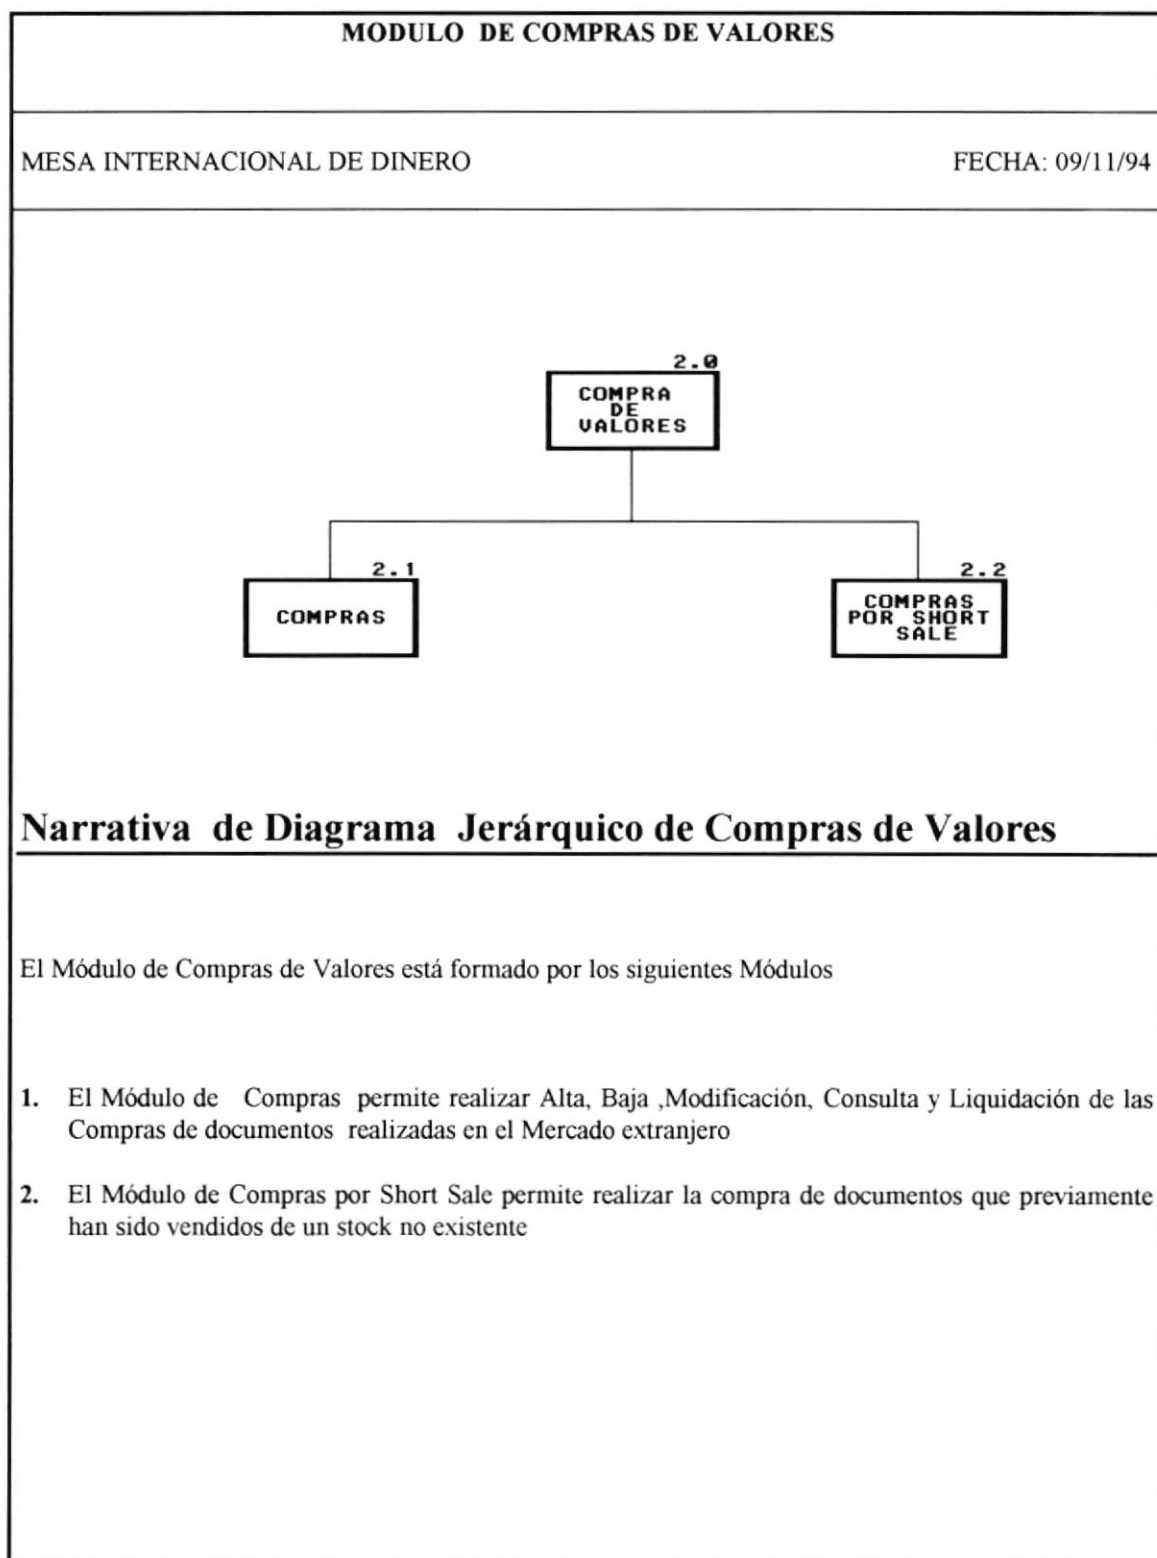 MODULO DE COMPRAS DE VALORES
MESA INTERNACIONAL DE DINERO FECHA: 09/11/94
2.0
COMPRA
DE
VALORES
2.1
COMPRAS
2.2
COMPRAS
POR SHORT
SALE
Narrativa de Diagrama Jerárquico de Compras de Valores
El Módulo de Compras de Valores está formado por los siguientes Módulos
1. El Módulo de Compras permite realizar Alta, Baja ,Modificación, Consulta y Liquidación de las
Compras de documentos realizadas en el Mercado extranjero
2. El Módulo de Compras por Short Sale permite realizar la compra de documentos que previamente
han sido vendidos de un stock no existente